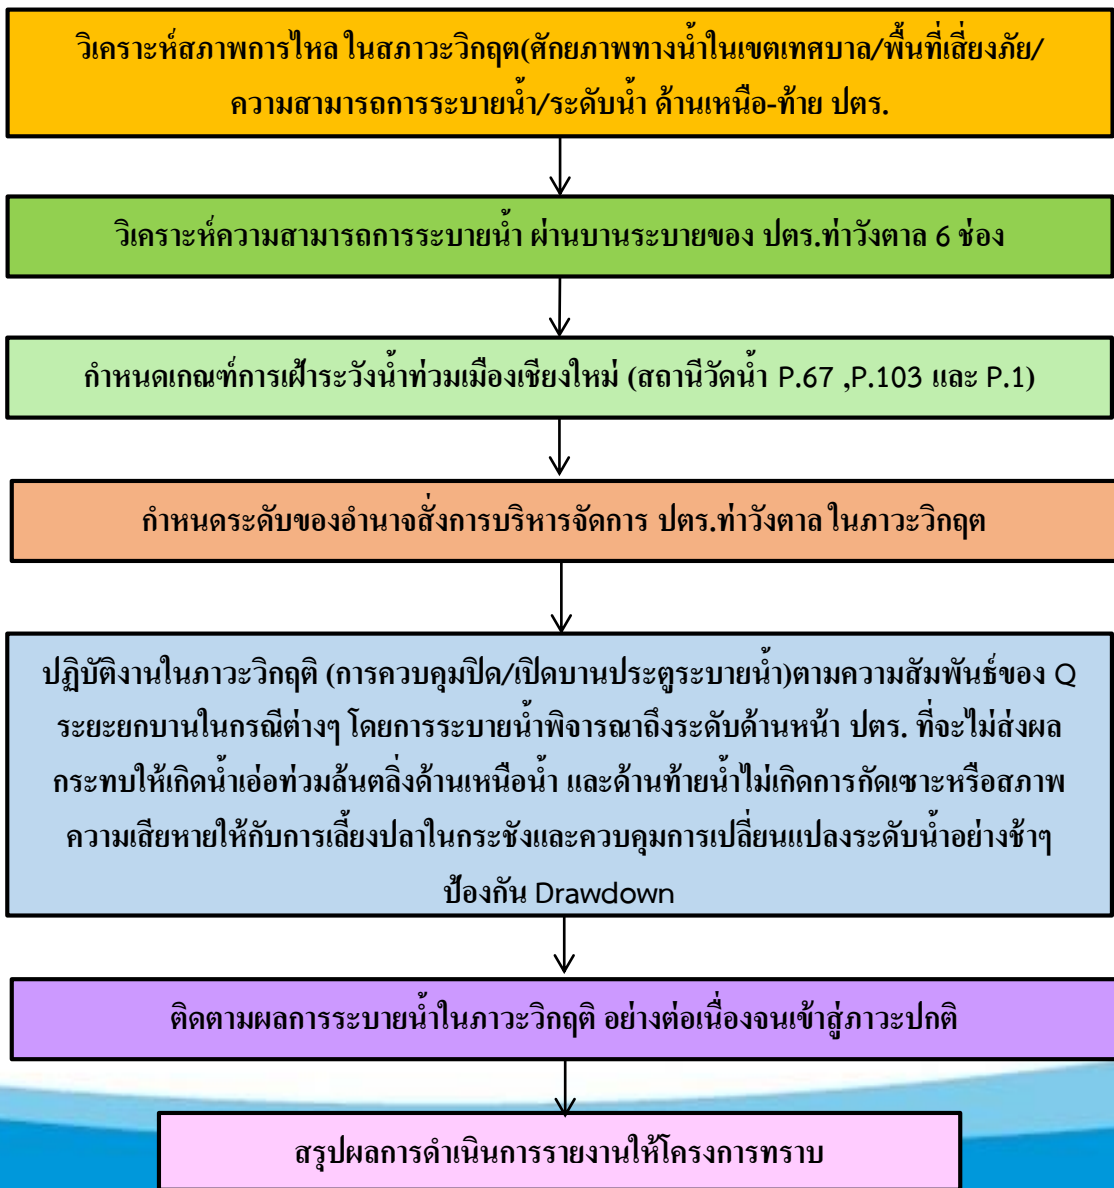 วิเคราะห์สภาพการไหล ในสภาวะวิกฤต(ศักยภาพทางน้ำในเขตเทศบาล/พื้นที่เสี่ยงภัย/
ความสามารถการระบายน้ำ/ระดับน้ำ ด้านเหนือ-ท้าย ปตร.
วิเคราะห์ความสามารถการระบายน้ำ ผ่านบานระบายของ ปตร.ท่าวังตาล 6 ช่อง
กำหนดเกณฑ์การเฝ้าระวังน้ำท่วมเมืองเชียงใหม่ (สถานีวัดน้ำ P.67 ,P.103 และ P.1)
กำหนดระดับของอำนาจสั่งการบริหารจัดการ ปตร.ท่าวังตาล ในภาวะวิกฤต
ปฏิบัติงานในภาวะวิกฤติ (การควบคุมปิด/เปิดบานประตูระบายน้ำ)ตามความสัมพันธ์ของ Q
ระยะยกบานในกรณีต่างๆ โดยการระบายน้ำพิจารณาถึงระดับด้านหน้า ปตร. ที่จะไม่ส่งผล
กระทบให้เกิดน้ำเอ่อท่วมล้นตลิ่งด้านเหนือน้ำ และด้านท้ายน้ำไม่เกิดการกัดเซาะหรือสภาพ
ความเสียหายให้กับการเลี้ยงปลาในกระชังและควบคุมการเปลี่ยนแปลงระดับน้ำอย่างช้าๆ
ป้องกัน Drawdown
ติดตามผลการระบายน้ำในภาวะวิกฤติ อย่างต่อเนื่องจนเข้าสู่ภาวะปกติ
สรุปผลการดำเนินการรายงานให้โครงการทราบ